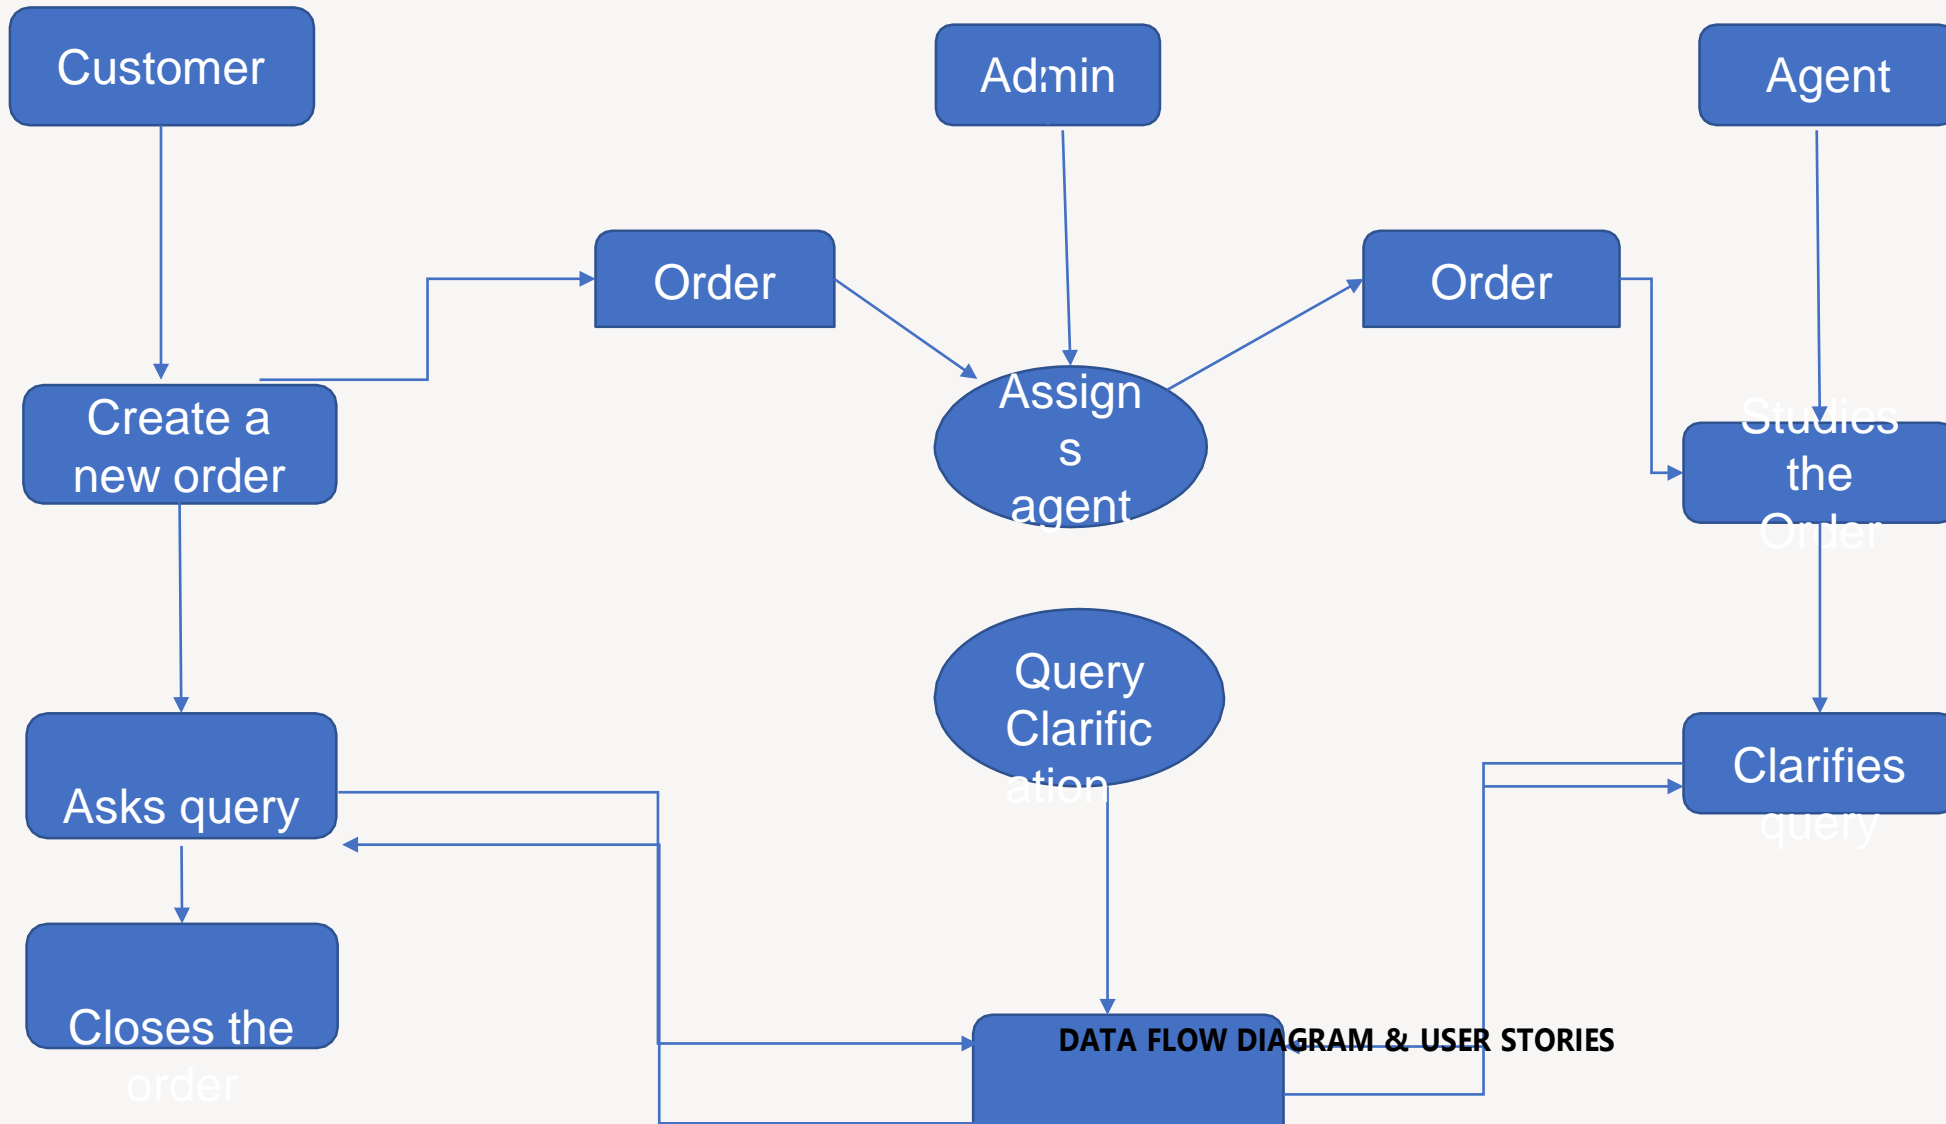 Customer
Admin
Agent
Order
Order
Create a
new order
Assign
s
agent
Studies
the
Order
Query
Clarific
ation
Asks query
Clarifies
query
Closes the
order
DATA FLOW DIAGRAM & USER STORIES